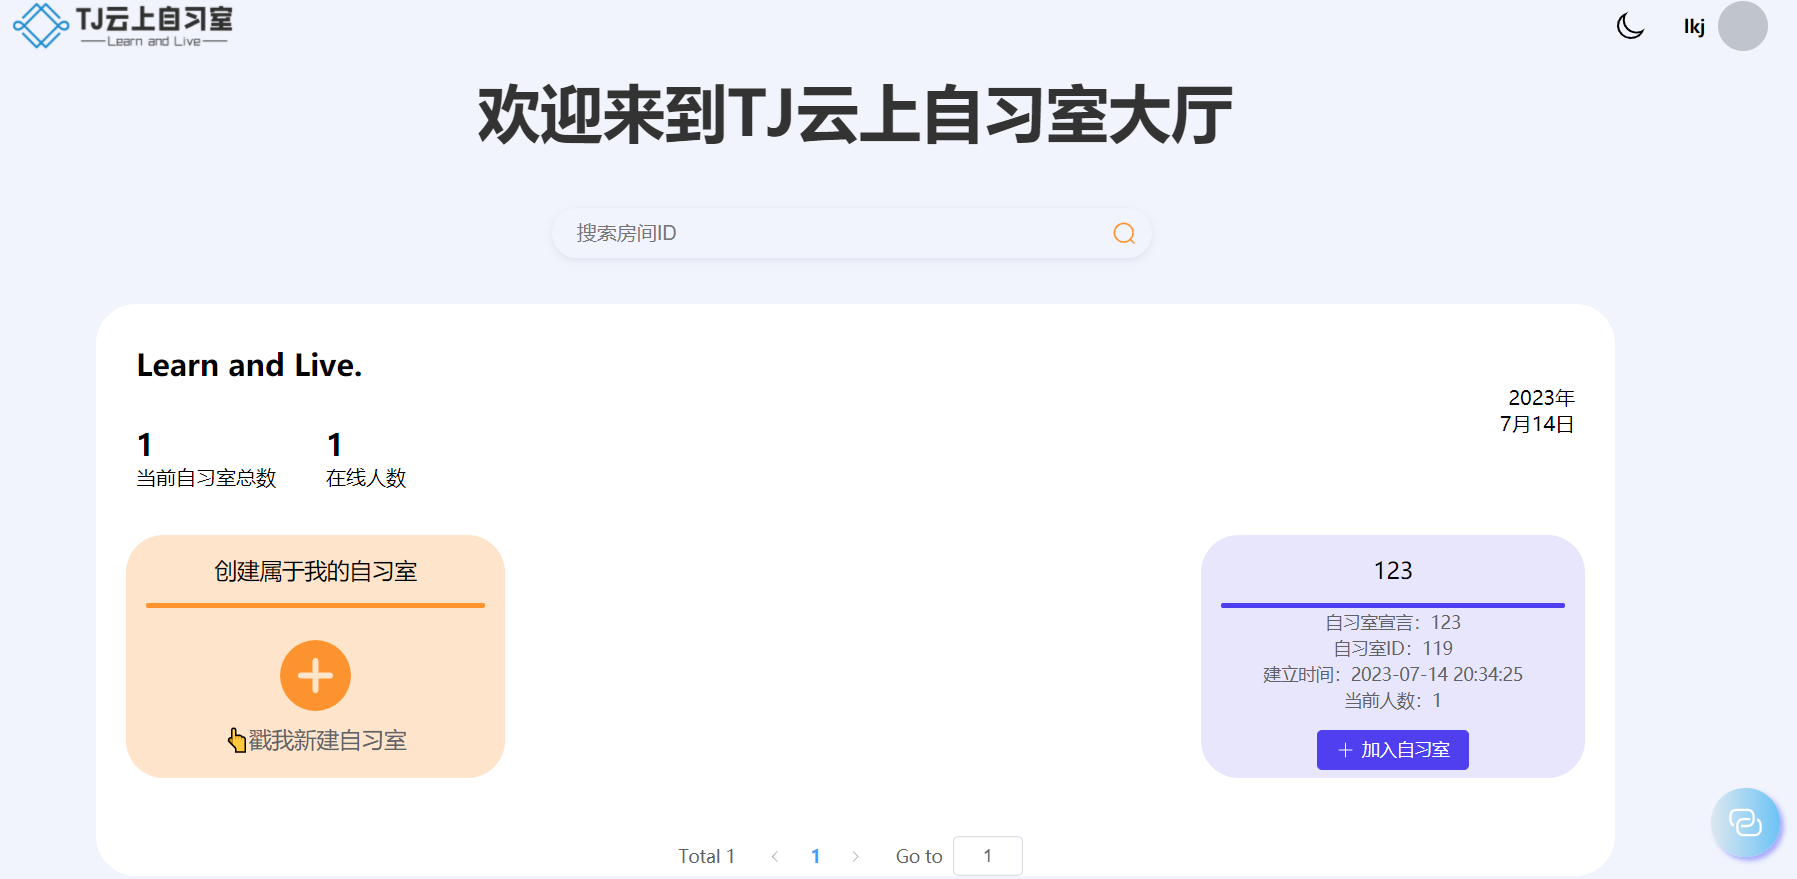 TJ云上自习室
Learn and Live
lkj
欢迎来到TJ云上自习室大厅
搜索房间ID
Learn and Live.
2023年
7月14日
1
当前自习室总数
1
在线人数
创建属于我的自习室
👆戳我新建自习室
123
自习室宣言：123
自习室ID：119
建立时间：2023-07-14 20:34:25
当前人数：1
加入自习室
Total 1
1
Go to
1